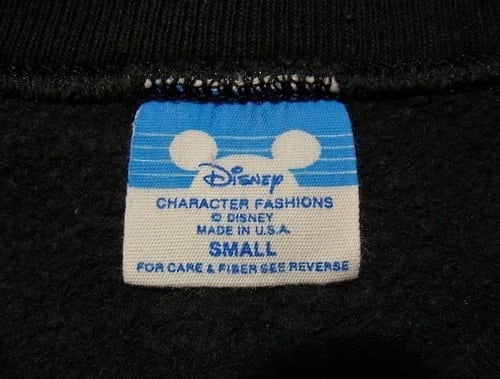 Disney
CHARACTER FASHIONS
© DISNEY
MADE IN U.S.A.
SMALL
FOR CARE & FIBER SEE REVERSE